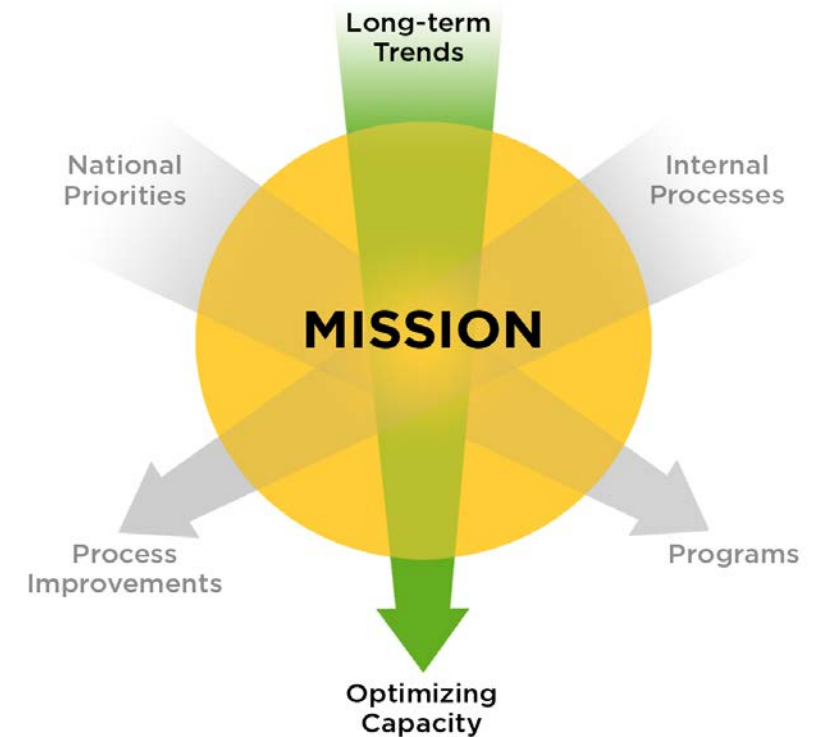 Long-term
Trends
National
Priorities
Internal
Processes
MISSION
Process
Improvements
Programs
Optimizing
Capacity